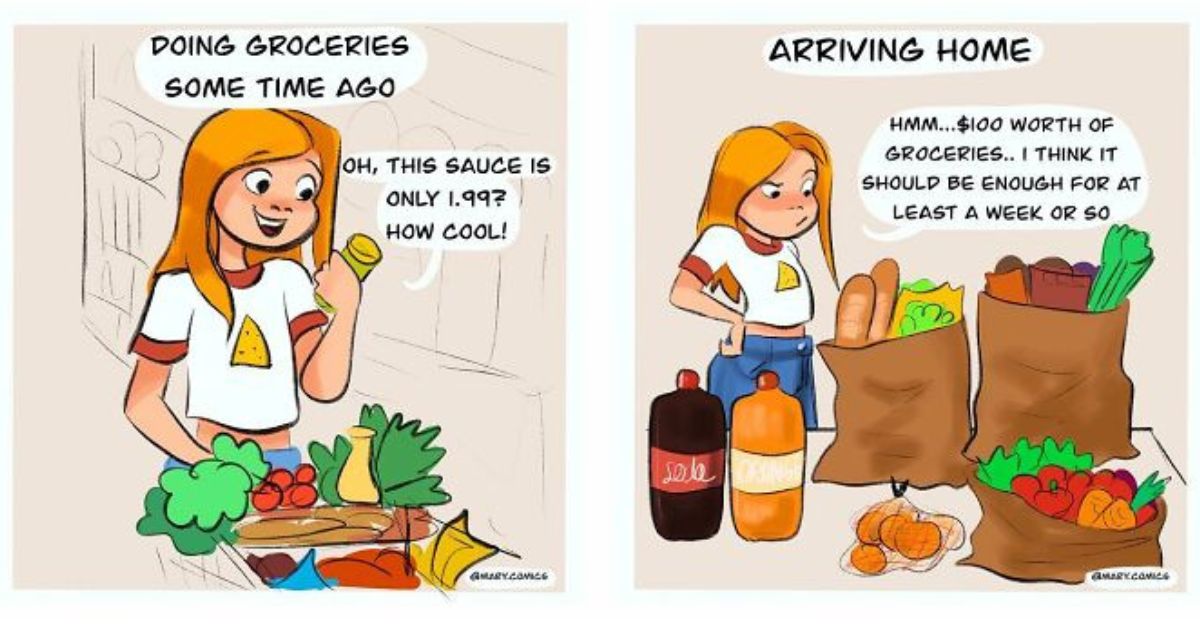 DOING GROCERIES
SOME TIME AGO
OH, THIS SAUCE IS
ONLY 1.99?
HOW COOL!
@MARY.COMICS
ARRIVING HOME
HMM...$100 WORTH OF
GROCERIES.. I THINK IT
SHOULD BE ENOUGH FOR AT
LEAST A WEEK OR SO
@MARY.COMICS